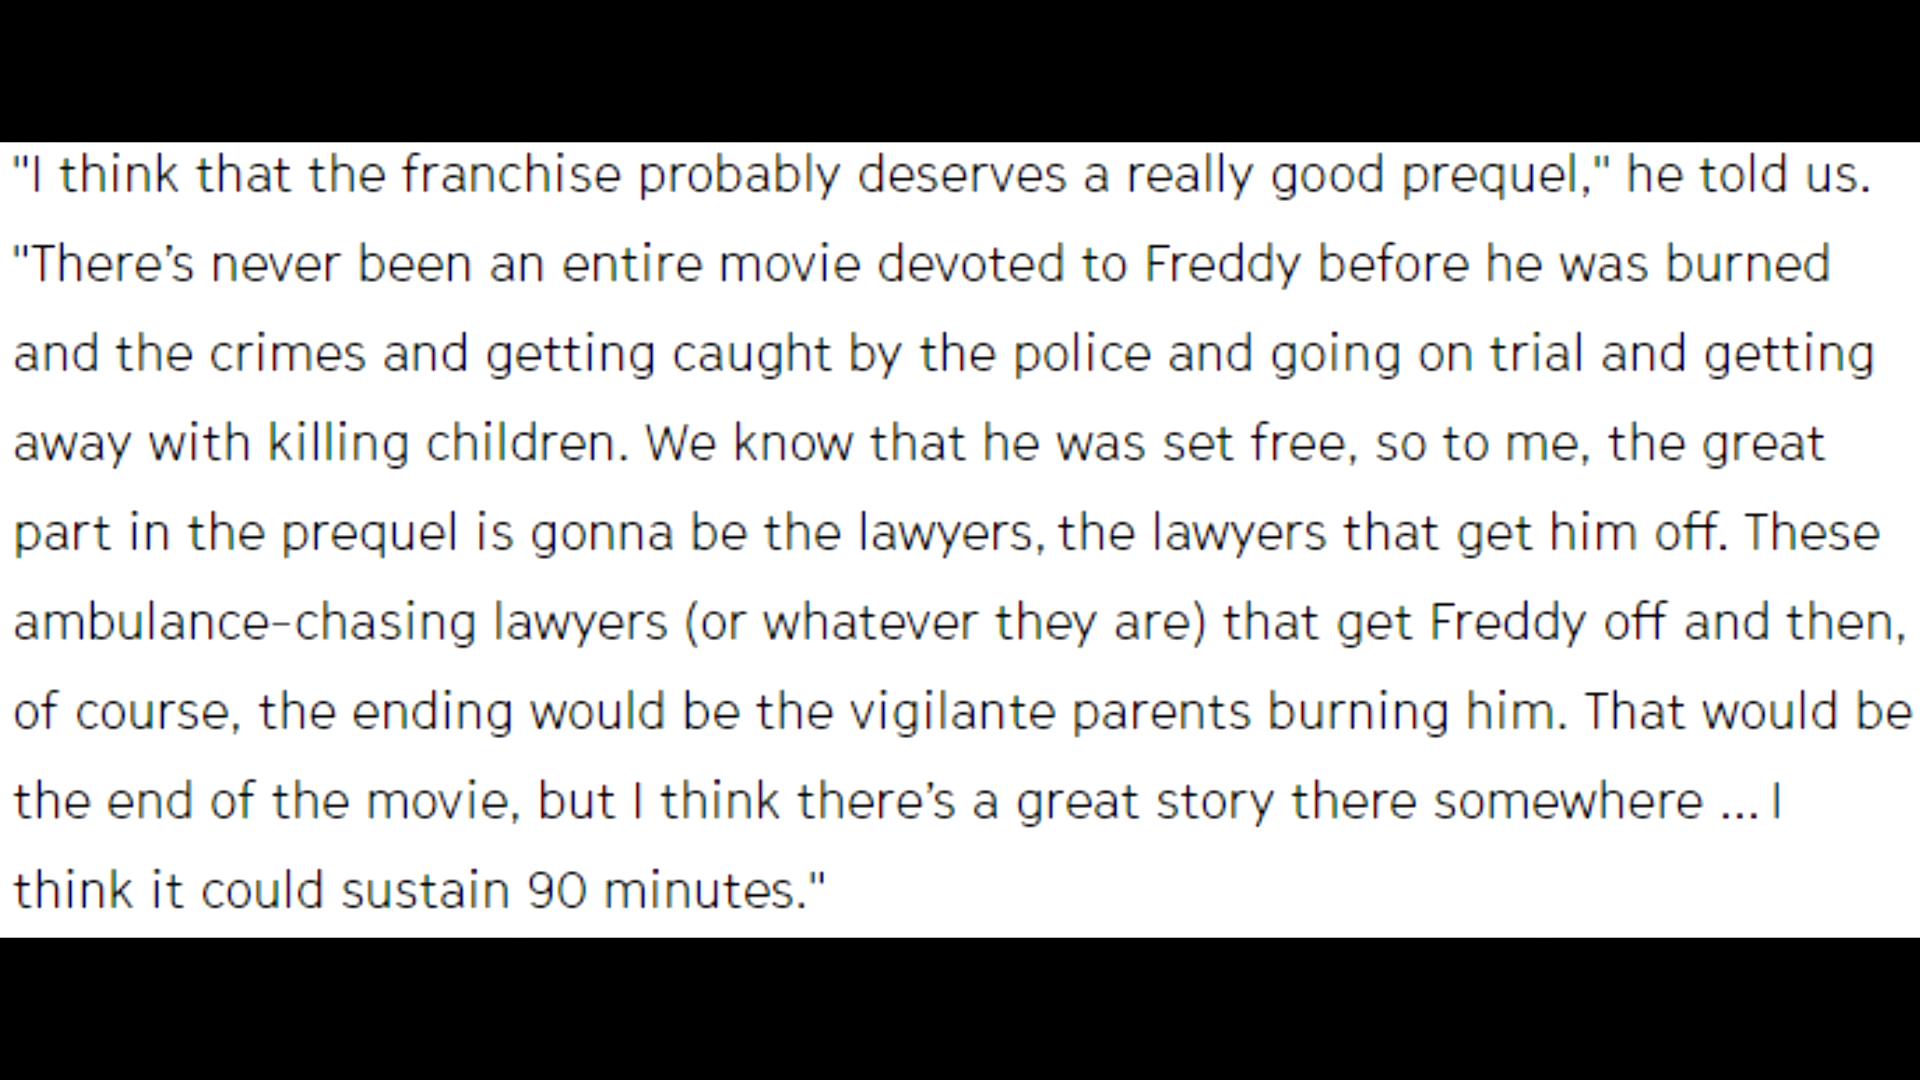 "I think that the franchise probably deserves a really good prequel," he told us.
"There’s never been an entire movie devoted to Freddy before he was burned
and the crimes and getting caught by the police and going on trial and getting
away with killing children. We know that he was set free, so to me, the great
part in the prequel is gonna be the lawyers, the lawyers that get him off. These
ambulance-chasing lawyers (or whatever they are) that get Freddy off and then,
of course, the ending would be the vigilante parents burning him. That would be
the end of the movie, but I think there’s a great story there somewhere ... I
think it could sustain 90 minutes."